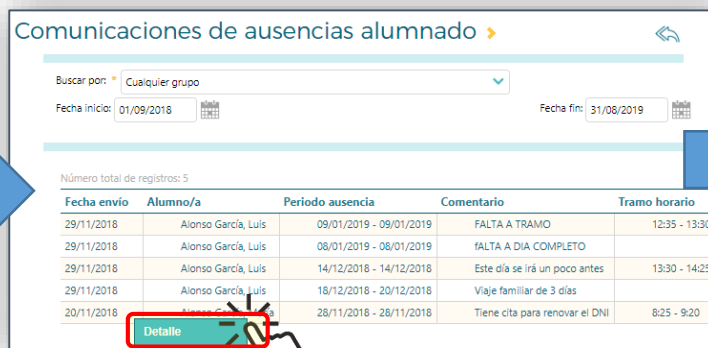 Comunicaciones de ausencias alumnado
Buscar por: * Cualquier grupo
Fecha inicio: 01/09/2018 Fecha fin: 31/08/2019
Número total de registros: 5
Fecha envío Alumno/a Periodo ausencia Comentario Tramo horario
29/11/2018 Alonso García, Luis 09/01/2019 - 09/01/2019 FALTA A TRAMO 12:35 - 13:30
29/11/2018 Alonso García, Luis 08/01/2019 - 08/01/2019 fALTA A DIA COMPLETO
29/11/2018 Alonso García, Luis 14/12/2018 - 14/12/2018 Este día se irá un poco antes 13:30 - 14:25
29/11/2018 Alonso García, Luis 18/12/2018 - 20/12/2018 Viaje familiar de 3 días
20/11/2018 Alonso 28/11/2018 - 28/11/2018 Tiene cita para renovar el DNI 8:25 - 9:20
Detalle